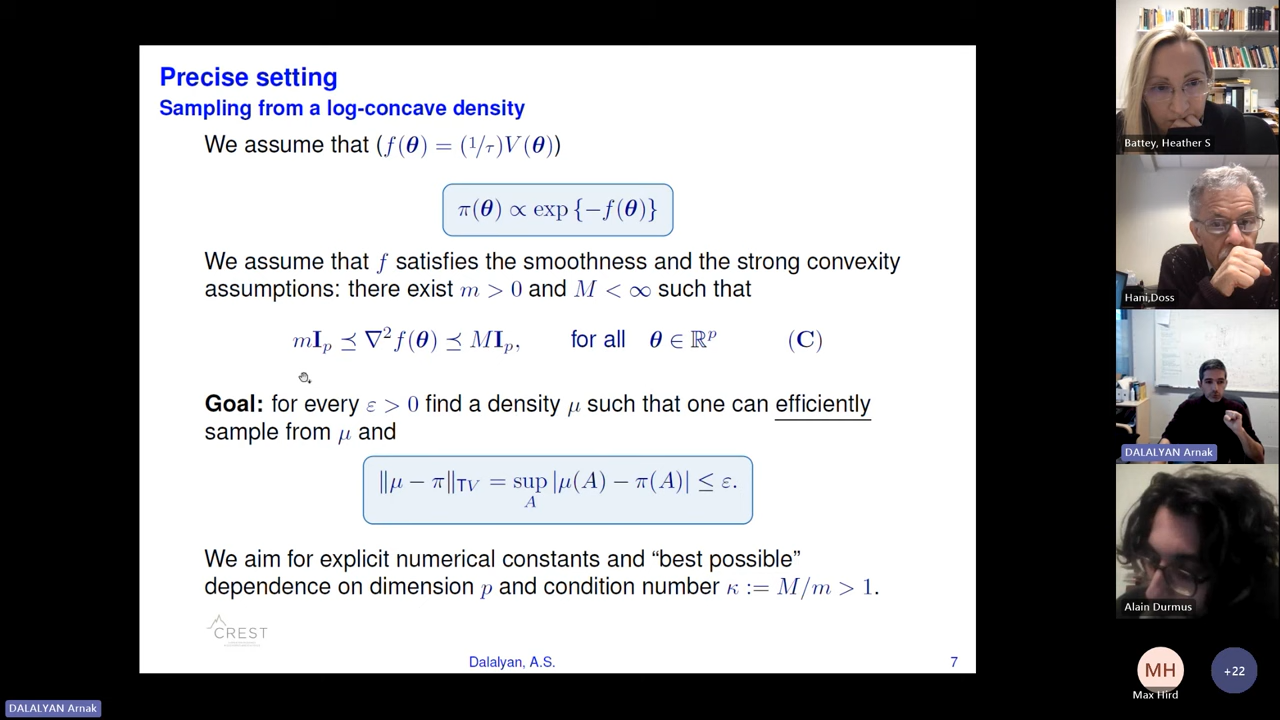 Precise setting
Sampling from a log-concave density
We assume that (f(θ) = (1/τ)V(θ))
π(θ) ∝ exp {−f(θ)}
We assume that f satisfies the smoothness and the strong convexity
assumptions: there exist m > 0 and M < ∞ such that
mI_p ⪯ ∇²f(θ) ⪯ MI_p, for all θ ∈ ℝ^p (C)
Goal: for every ε > 0 find a density μ such that one can efficiently
sample from μ and
‖μ − π‖_TV = sup_A |μ(A) − π(A)| ≤ ε.
We aim for explicit numerical constants and “best possible”
dependence on dimension p and condition number κ := M/m > 1.
CREST
Dalalyan, A.S. 7
DALALYAN Arnak
Battey, Heather S
Hani,Doss
DALALYAN Arnak
Alain Durmus
MH
Max Hird
+22